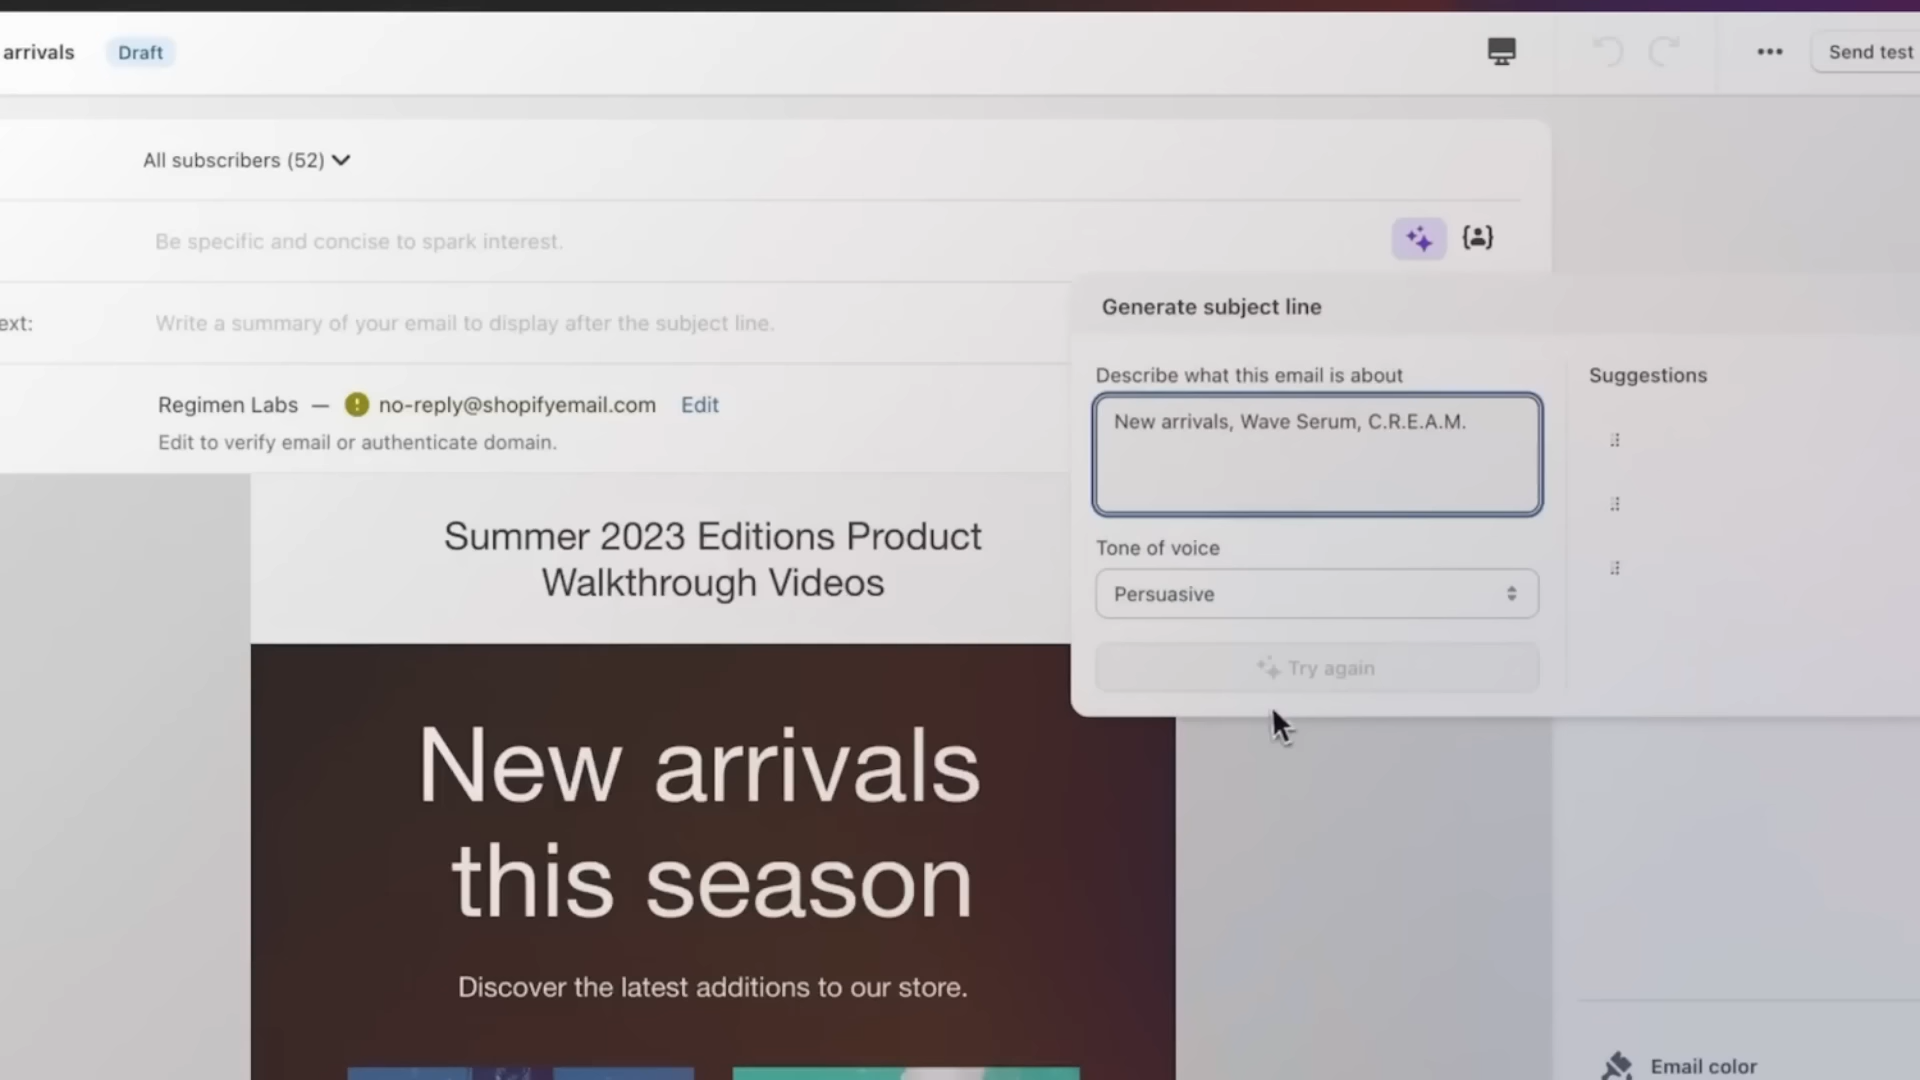 arrivals
Draft
Send test
All subscribers (52)
Be specific and concise to spark interest.
ext:
Write a summary of your email to display after the subject line.
Regimen Labs — no-reply@shopifyemail.com Edit
Edit to verify email or authenticate domain.
Generate subject line
Describe what this email is about
New arrivals, Wave Serum, C.R.E.A.M.
Tone of voice
Persuasive
Try again
Suggestions
Summer 2023 Editions Product
Walkthrough Videos
New arrivals
this season
Discover the latest additions to our store.
Email color